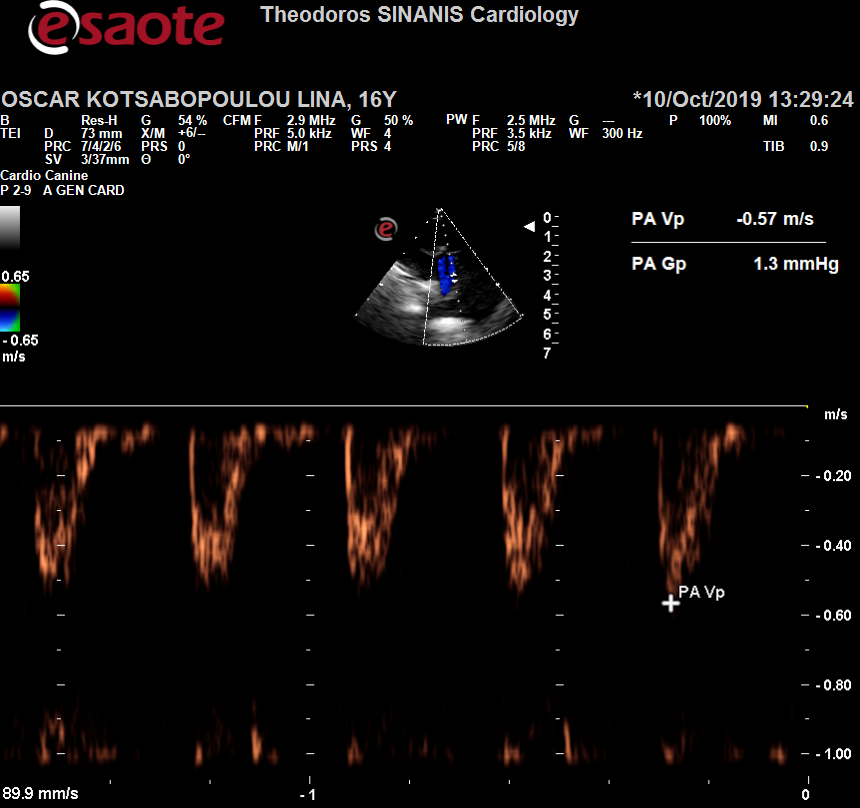 esaote
Theodoros SINANIS Cardiology
OSCAR KOTSABOPOULOU LINA, 16Y
*10/Oct/2019 13:29:24
B Res-H G 54 % CFM F 2.9 MHz G 50 % PW F 2.5 MHz G --- P 100% MI 0.6
TEI D 73 mm X/M +6/-- PRF 5.0 kHz WF 4 PRF 3.5 kHz WF 300 Hz
PRC 7/4/2/6 PRS 0 PRC M/1 PRS 4 PRC 5/8 TIB 0.9
SV 3/37mm Θ 0°
Cardio Canine
P 2-9 A GEN CARD
e
0
1
2
3
4
5
6
7
PA Vp -0.57 m/s
PA Gp 1.3 mmHg
0.65
- 0.65
m/s
m/s
- 0.20
- 0.40
PA Vp
- 0.60
- 0.80
- 1.00
89.9 mm/s
- 1
0